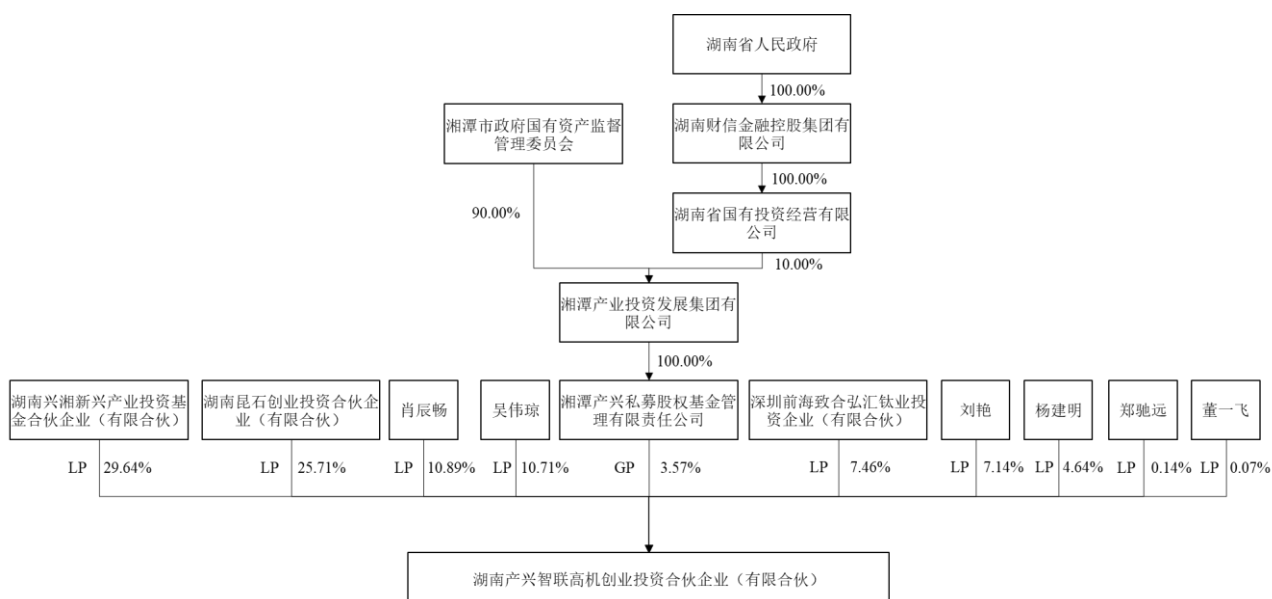 湖南省人民政府
100.00%
湘潭市政府国有资产监督
管理委员会
湖南财信金融控股集团有
限公司
100.00%
90.00%
湖南省国有投资经营有限
公司
10.00%
湘潭产业投资发展集团有
限公司
100.00%
湖南兴湘新兴产业投资基
金合伙企业（有限合伙）
湖南昆石创业投资合伙企
业（有限合伙）
肖辰畅
吴伟琼
湘潭产兴私募股权基金管
理有限责任公司
深圳前海致合弘汇钛业投
资企业（有限合伙）
刘艳
杨建明
郑驰远
董一飞
LP 29.64%
LP 25.71%
LP 10.89%
LP 10.71%
GP 3.57%
LP 7.46%
LP 7.14%
LP 4.64%
LP 0.14%
LP 0.07%
湖南产兴智联高机创业投资合伙企业（有限合伙）